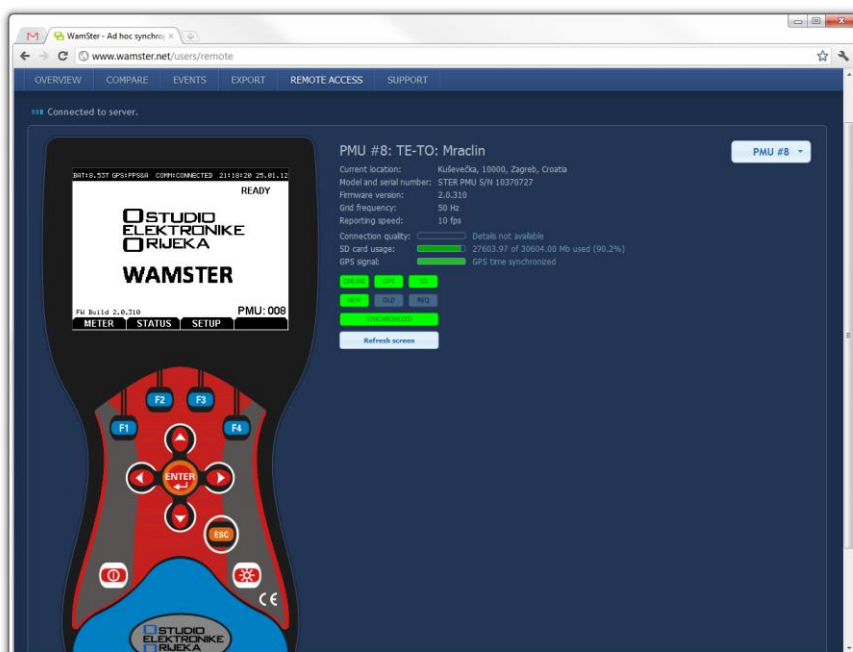 WamSter - Ad hoc synchro
www.wamster.net/users/remote
OVERVIEW COMPARE EVENTS EXPORT REMOTE ACCESS SUPPORT
Connected to server.
PMU #8: TE-TO: Mraclin
PMU #8
Current location: Kuševečka, 10000, Zagreb, Croatia
Model and serial number: STER PMU S/N 10370727
Firmware version: 2.0.310
Grid frequency: 50 Hz
Reporting speed: 10 fps
Connection quality: Details not available
SD card usage: 27603.97 of 30604.00 Mb used (90.2%)
GPS signal: GPS time synchronized
ONLINE GPS SD
NEW OLD REQ
SYNCHRONIZED
Refresh screen
BAT:8.53T GPS:PPS&A COMM:CONNECTED 21:18:20 25.01.12
READY
STUDIO
ELEKTRONIKE
RIJEKA
WAMSTER
FW Build 2.0.310 PMU: 008
METER STATUS SETUP
F1 F2 F3 F4
ENTER
ESC
CE
STUDIO
ELEKTRONIKE
RIJEKA